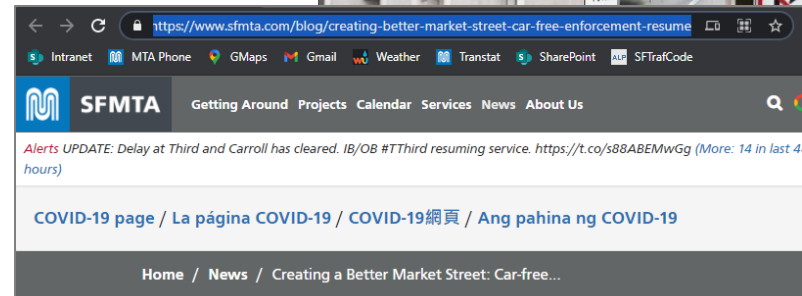 https://www.sfmta.com/blog/creating-better-market-street-car-free-enforcement-resume
Intranet MTA Phone GMaps Gmail Weather Transtat SharePoint ALP SFTrafCode
SFMTA Getting Around Projects Calendar Services News About Us
Alerts UPDATE: Delay at Third and Carroll has cleared. IB/OB #TThird resuming service. https://t.co/s88ABEMwGg (More: 14 in last 4
hours)
COVID-19 page / La página COVID-19 / COVID-19網頁 / Ang pahina ng COVID-19
Home / News / Creating a Better Market Street: Car-free...